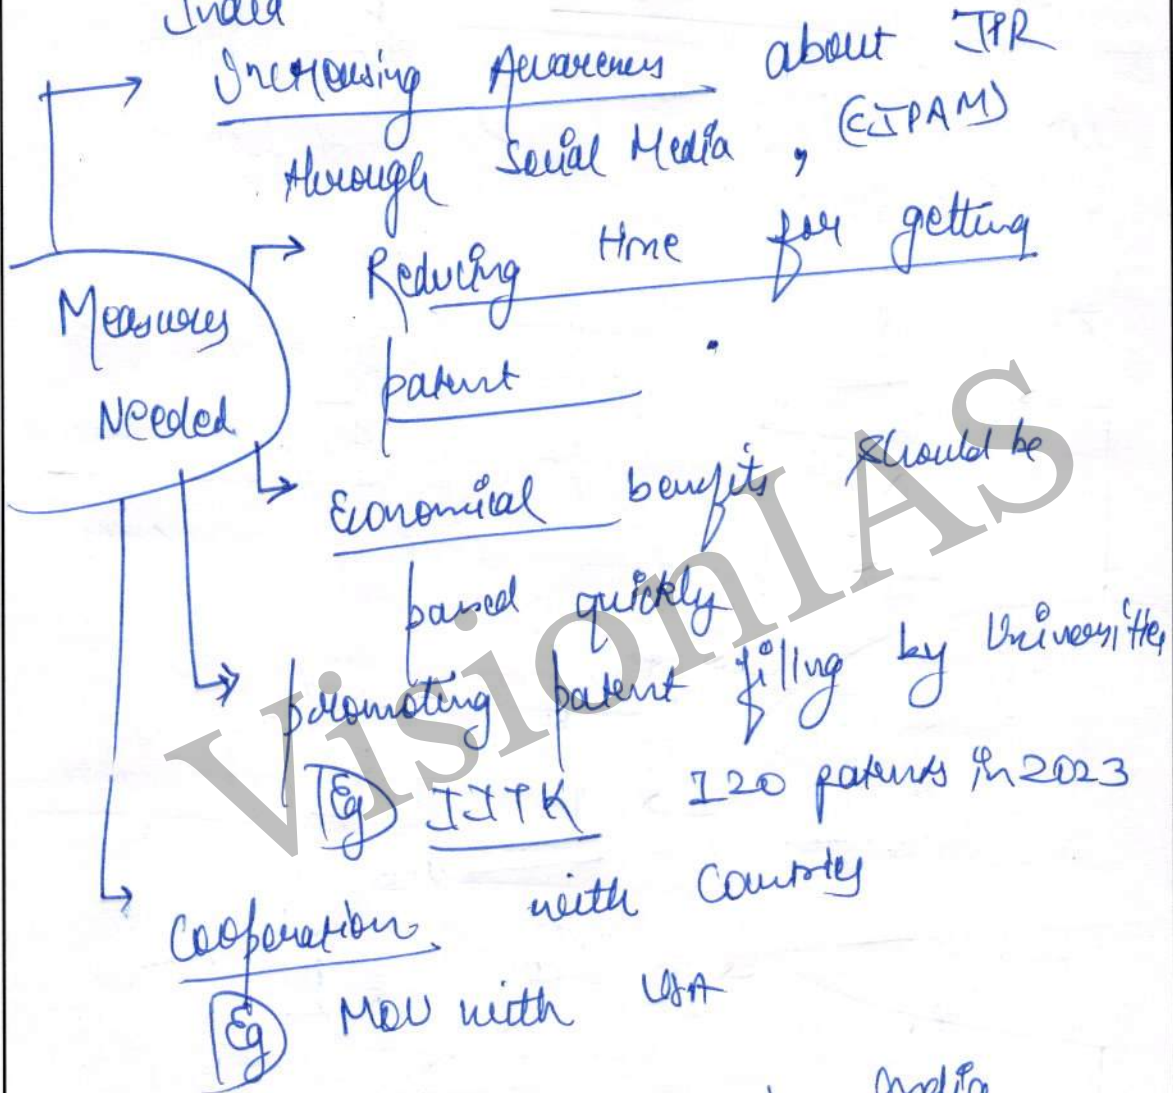 India
Increasing Awareness about IPR
through Social Media, (CIPAM)
Reducing time for getting
patent
Measures
Needed
Economical benefits should be
passed quickly
promoting patent filling by Universities
Eg IITK 120 patents in 2023
Cooperation with Countries
Eg MOU with USA
India
VisionIAS